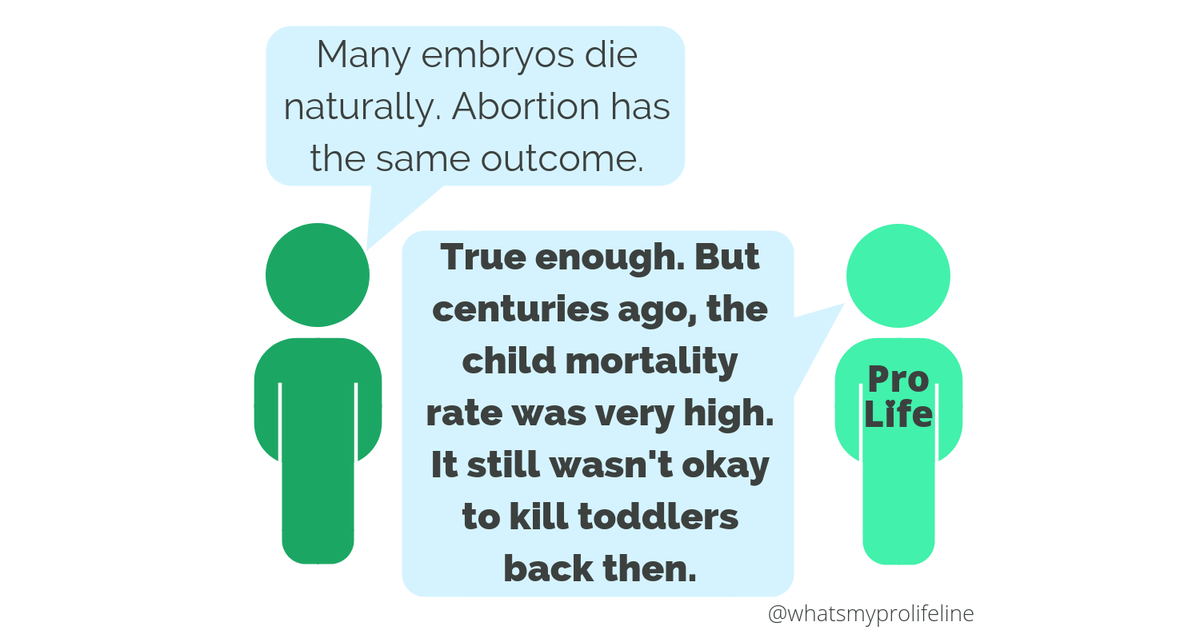 Many embryos die
naturally. Abortion has
the same outcome.
True enough. But
centuries ago, the
child mortality
rate was very high.
It still wasn't okay
to kill toddlers
back then.
Pro
Life
@whatsmyprolifeline